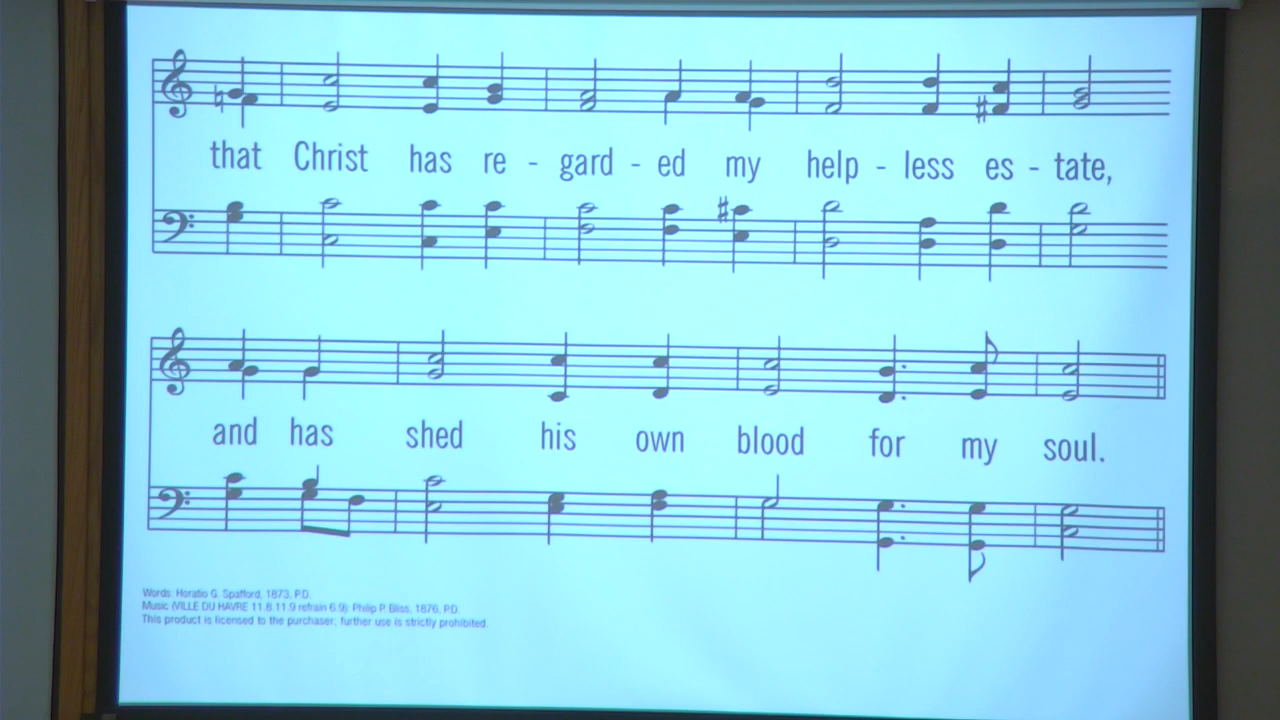 that Christ has re - gard - ed my help - less es - tate,
and has shed his own blood for my soul.
Words: Horatio G. Spafford, 1873, P.D.
Music: (VILLE DU HAVRE 11.8.11.9 refrain 6.9); Philip P. Bliss, 1876, P.D.
This product is licensed to the purchaser; further use is strictly prohibited.